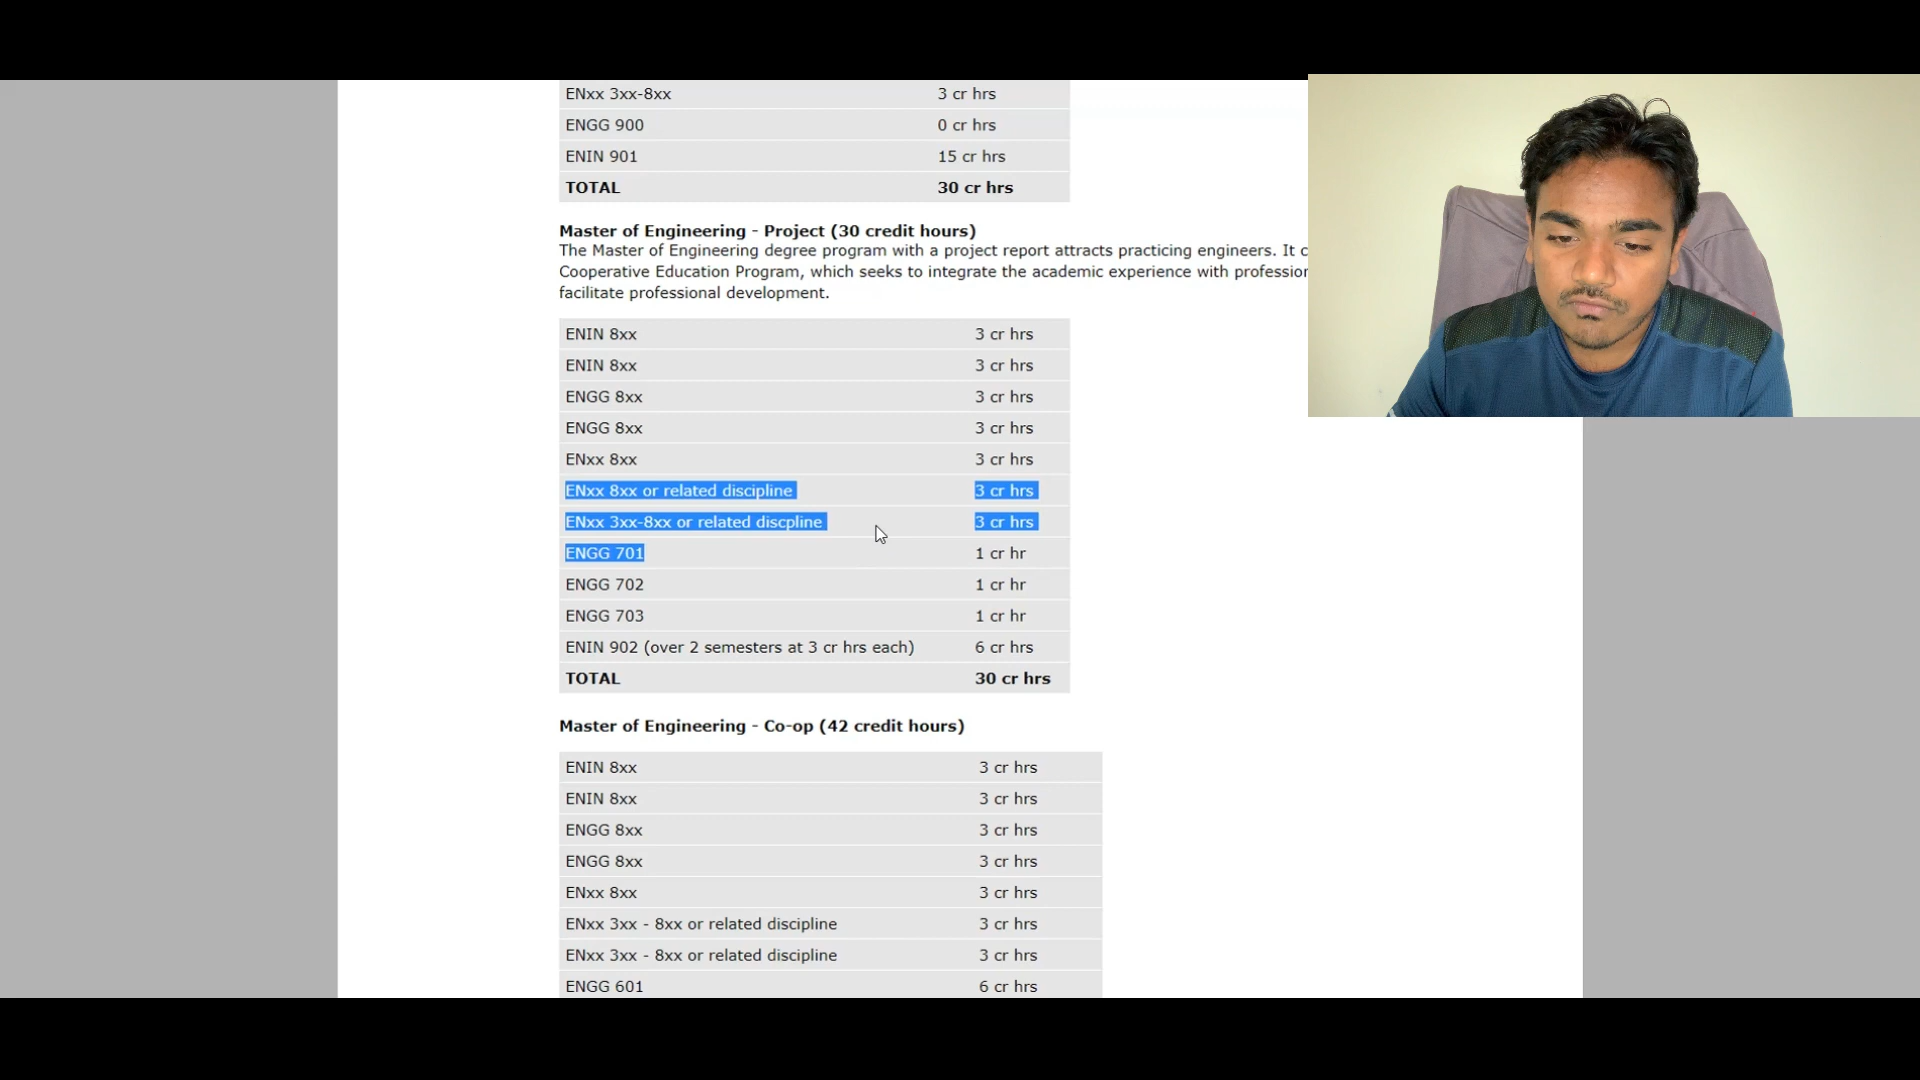 ENxx 3xx-8xx 3 cr hrs
ENGG 900 0 cr hrs
ENIN 901 15 cr hrs
TOTAL 30 cr hrs
Master of Engineering - Project (30 credit hours)
The Master of Engineering degree program with a project report attracts practicing engineers. It c
Cooperative Education Program, which seeks to integrate the academic experience with profession
facilitate professional development.
ENIN 8xx 3 cr hrs
ENIN 8xx 3 cr hrs
ENGG 8xx 3 cr hrs
ENGG 8xx 3 cr hrs
ENxx 8xx 3 cr hrs
ENxx 8xx or related discipline 3 cr hrs
ENxx 3xx-8xx or related discpline 3 cr hrs
ENGG 701 1 cr hr
ENGG 702 1 cr hr
ENGG 703 1 cr hr
ENIN 902 (over 2 semesters at 3 cr hrs each) 6 cr hrs
TOTAL 30 cr hrs
Master of Engineering - Co-op (42 credit hours)
ENIN 8xx 3 cr hrs
ENIN 8xx 3 cr hrs
ENGG 8xx 3 cr hrs
ENGG 8xx 3 cr hrs
ENxx 8xx 3 cr hrs
ENxx 3xx - 8xx or related discipline 3 cr hrs
ENxx 3xx - 8xx or related discipline 3 cr hrs
ENGG 601 6 cr hrs